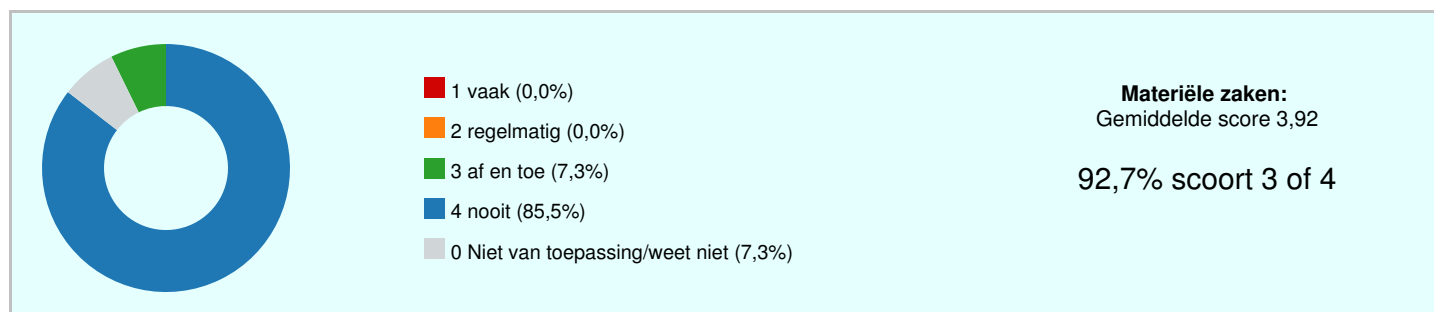 1 vaak (0,0%)
2 regelmatig (0,0%)
3 af en toe (7,3%)
4 nooit (85,5%)
0 Niet van toepassing/weet niet (7,3%)
Materiële zaken:
Gemiddelde score 3,92
92,7% scoort 3 of 4